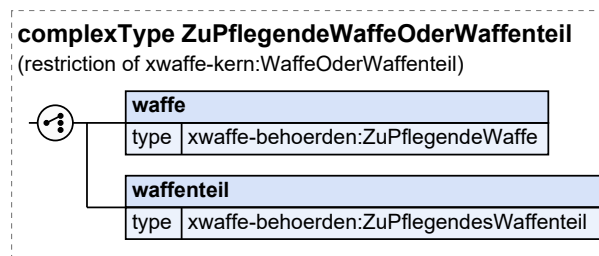 complexType ZuPflegendeWaffeOderWaffenteil
(restriction of xwaffe-kern:WaffeOderWaffenteil)
waffe
type xwaffe-behoerden:ZuPflegendeWaffe
waffenteil
type xwaffe-behoerden:ZuPflegendesWaffenteil